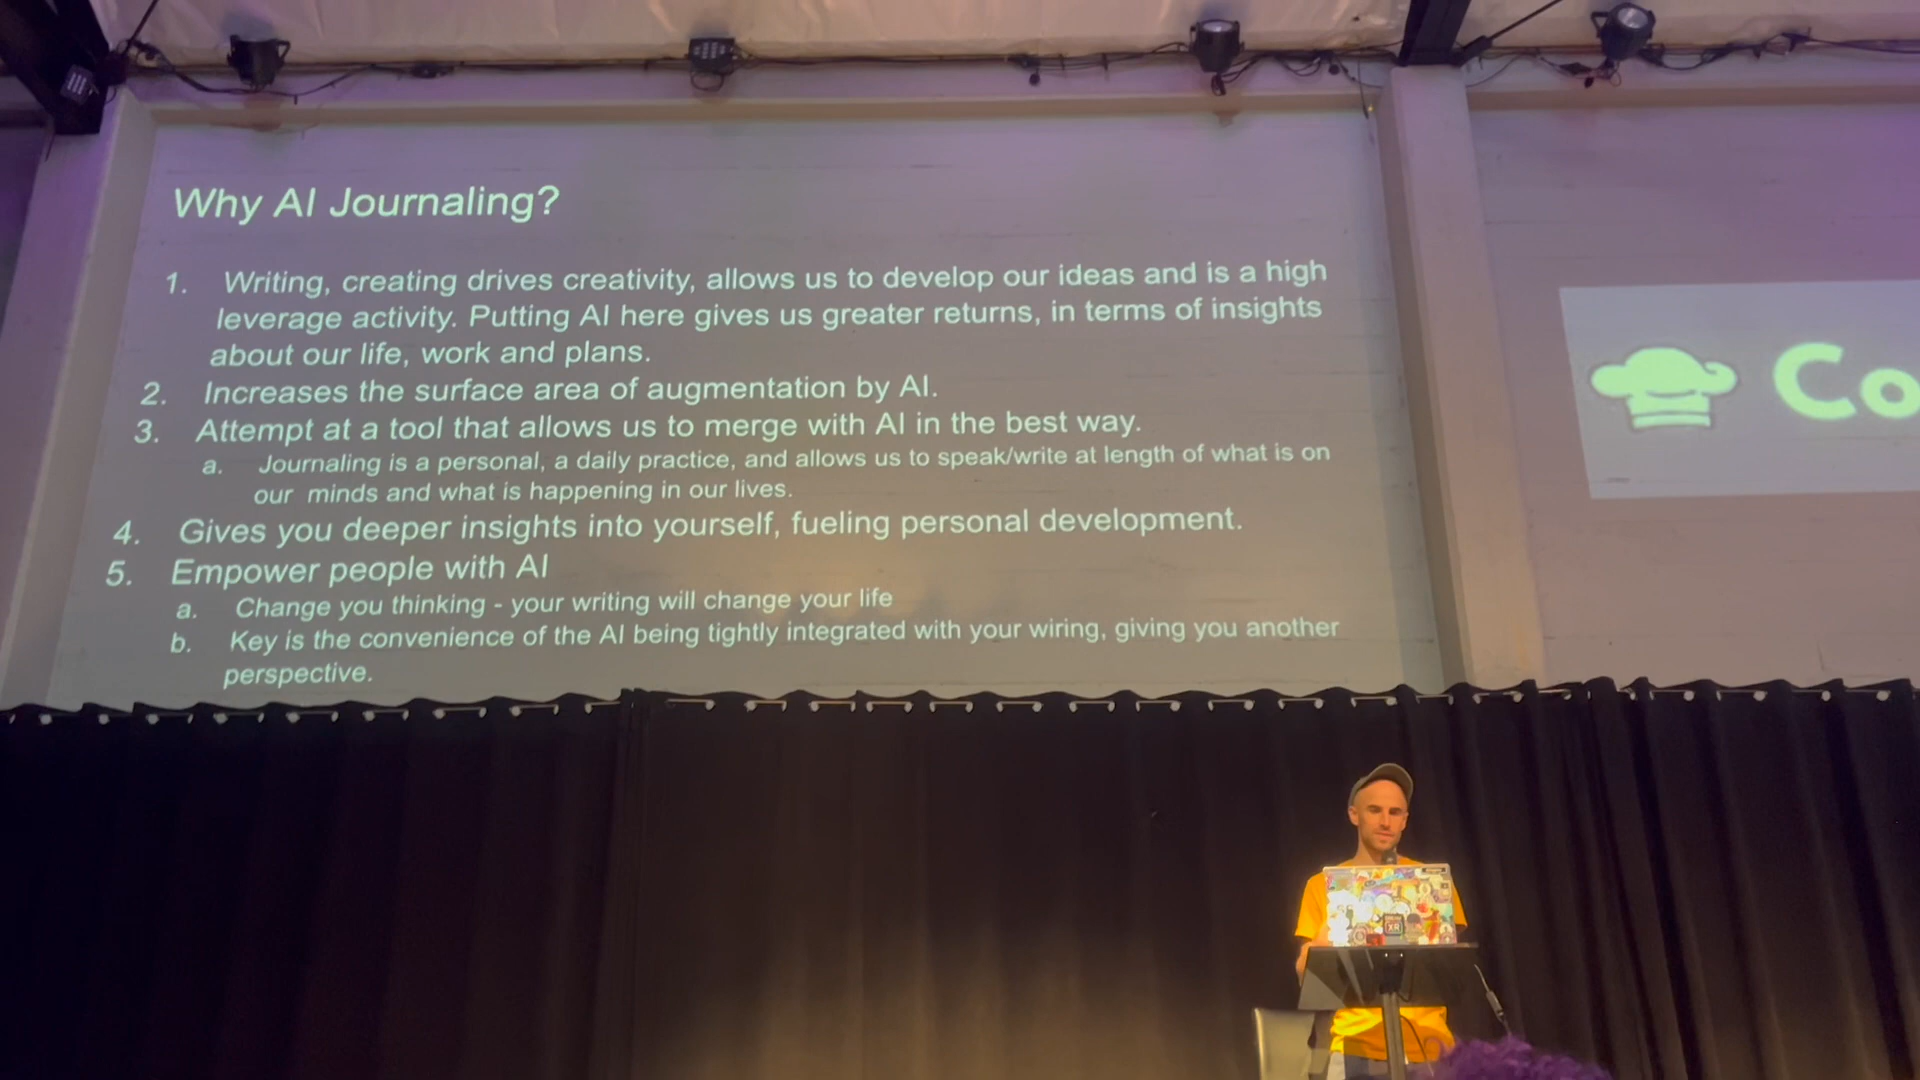 Why AI Journaling?
1. Writing, creating drives creativity, allows us to develop our ideas and is a high
leverage activity. Putting AI here gives us greater returns, in terms of insights
about our life, work and plans.
2. Increases the surface area of augmentation by AI.
3. Attempt at a tool that allows us to merge with AI in the best way.
a. Journaling is a personal, a daily practice, and allows us to speak/write at length of what is on
our minds and what is happening in our lives.
4. Gives you deeper insights into yourself, fueling personal development.
5. Empower people with AI
a. Change you thinking - your writing will change your life
b. Key is the convenience of the AI being tightly integrated with your wiring, giving you another
perspective.
Co
XR